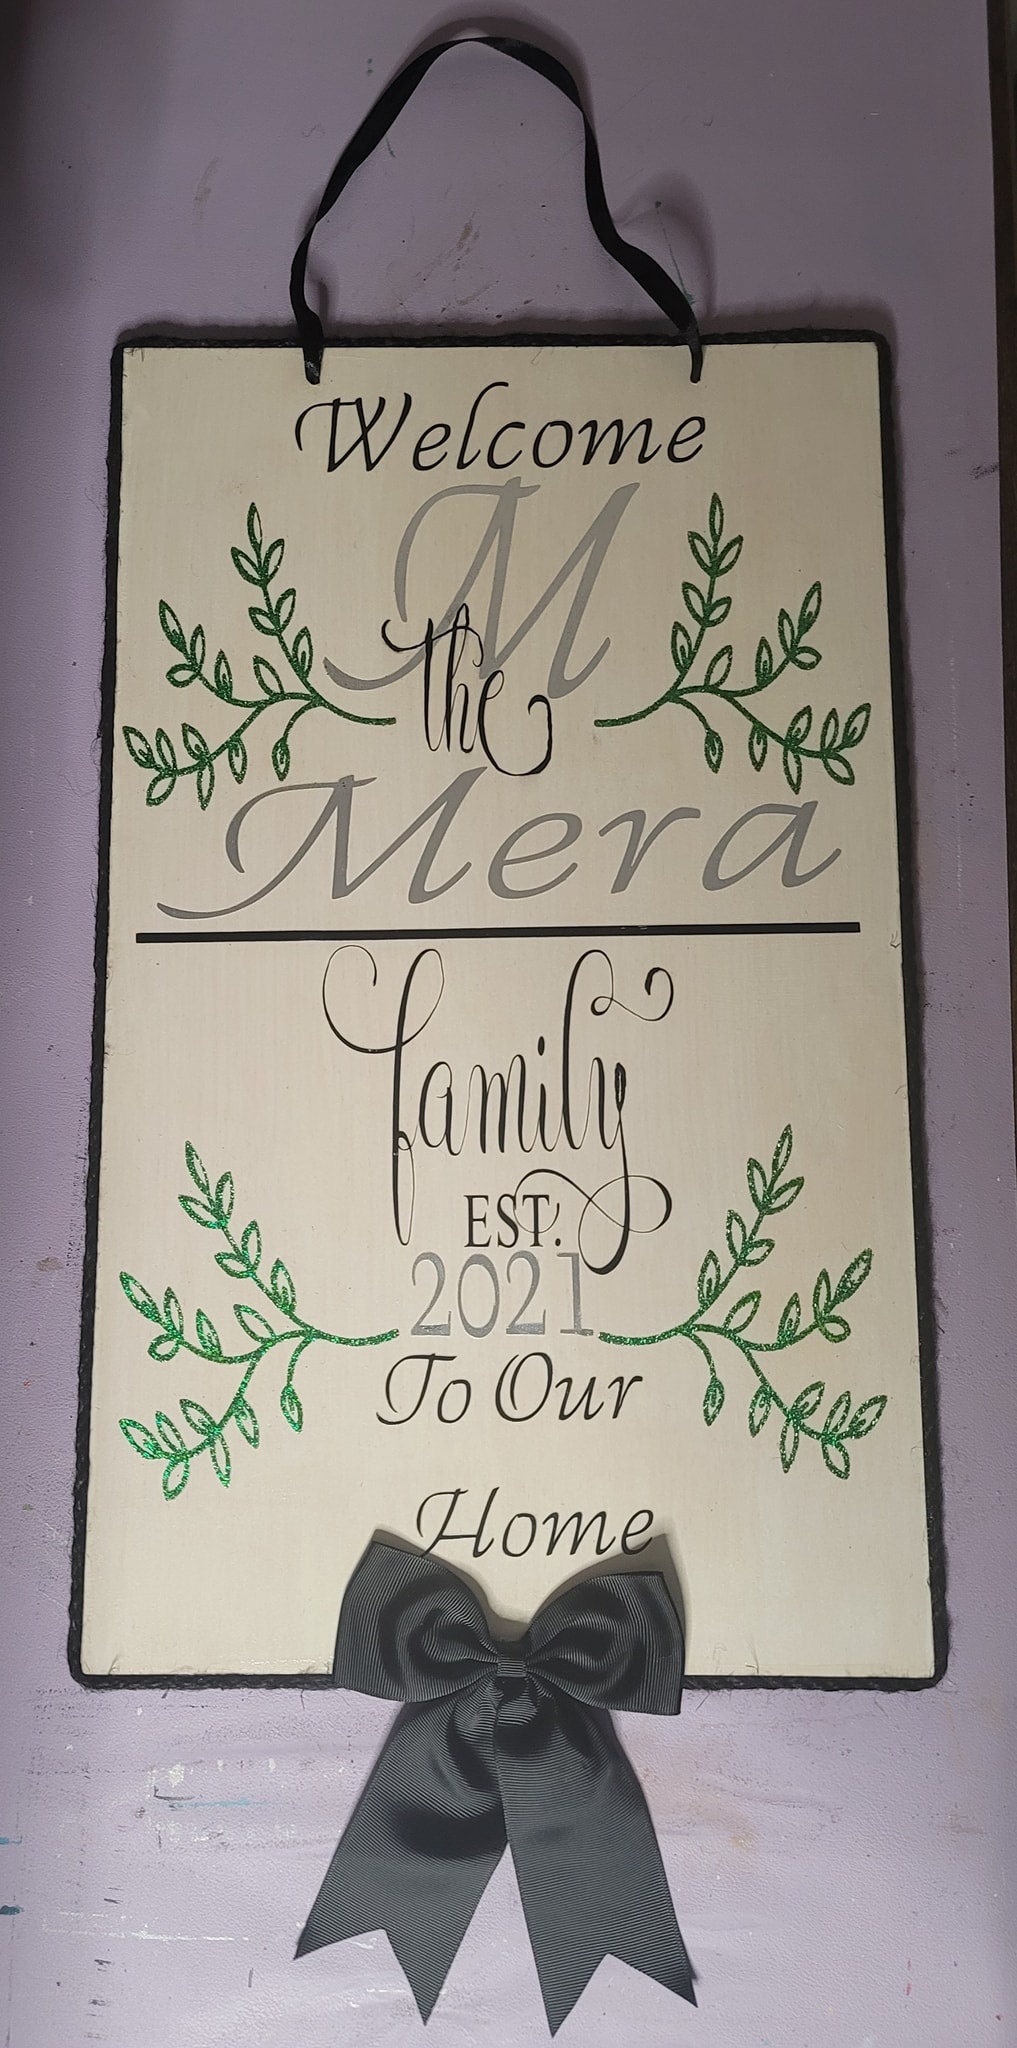 Welcome
M
the
Mera
family
EST.
2021
To Our
Home